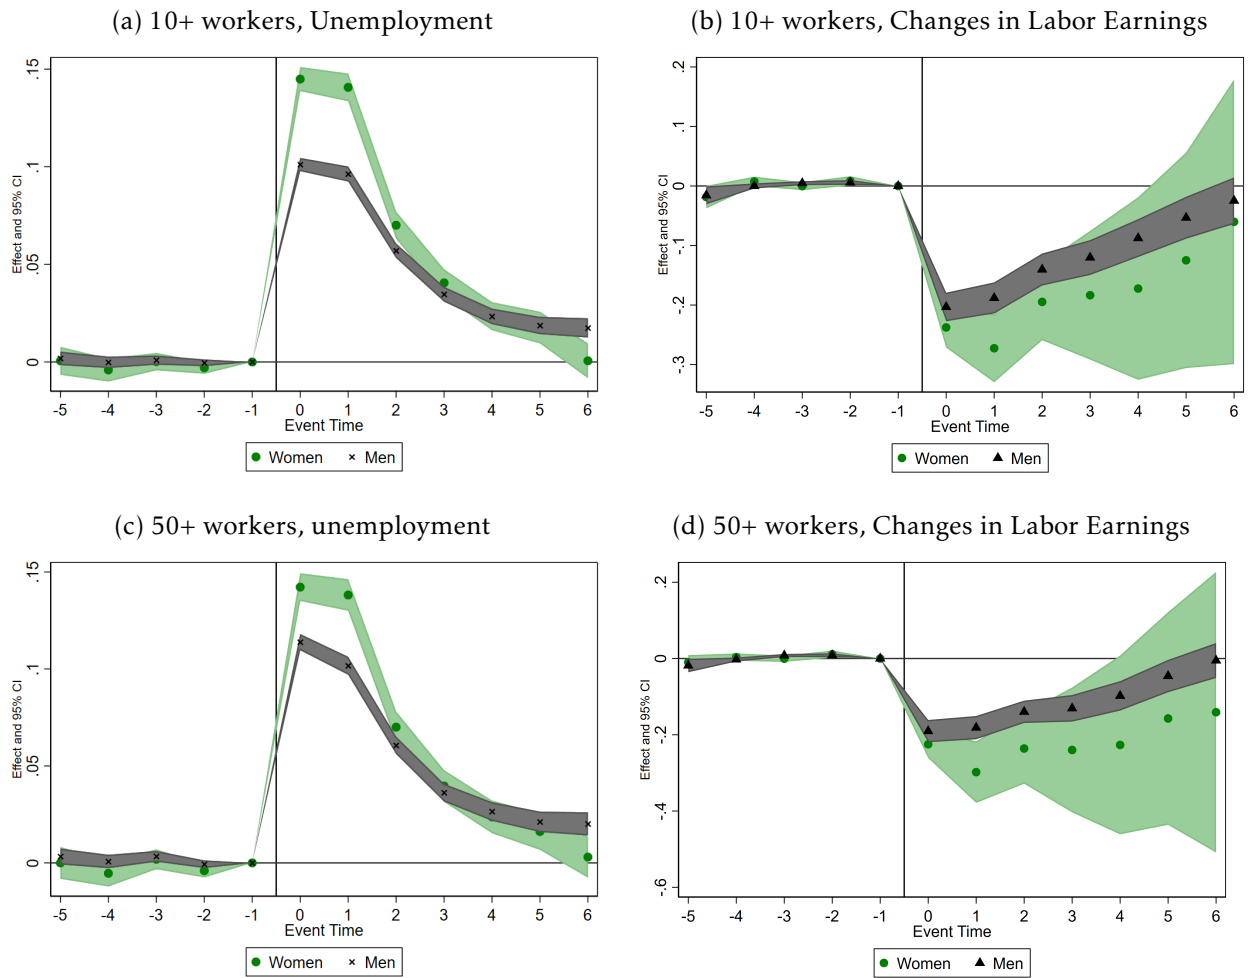 (a) 10+ workers, Unemployment
Effect and 95% CI
.15
.1
.05
0
-5 -4 -3 -2 -1 0 1 2 3 4 5 6
Event Time
Women Men
(b) 10+ workers, Changes in Labor Earnings
Effect and 95% CI
.2
.1
0
-.1
-.2
-.3
-5 -4 -3 -2 -1 0 1 2 3 4 5 6
Event Time
Women Men
(c) 50+ workers, unemployment
Effect and 95% CI
.15
.1
.05
0
-5 -4 -3 -2 -1 0 1 2 3 4 5 6
Event Time
Women Men
(d) 50+ workers, Changes in Labor Earnings
Effect and 95% CI
.2
0
-.2
-.4
-.6
-5 -4 -3 -2 -1 0 1 2 3 4 5 6
Event Time
Women Men